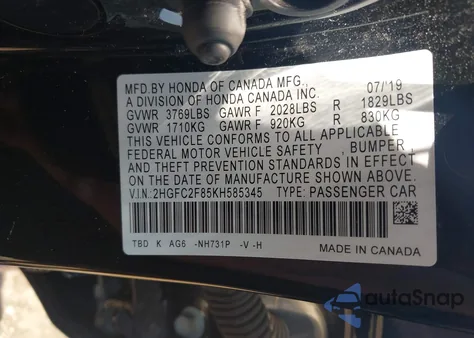 MFD.BY HONDA OF CANADA MFG., 07/'19
A DIVISION OF HONDA CANADA INC.
GVWR 3769LBS GAWR F 2028LBS R 1829LBS
GVWR 1710KG GAWR F 920KG R 830KG
THIS VEHICLE CONFORMS TO ALL APPLICABLE
FEDERAL MOTOR VEHICLE SAFETY , BUMPER ,
AND THEFT PREVENTION STANDARDS IN EFFECT
ON THE DATE OF MANUFACTURE SHOWN ABOVE.
V.I.N.: 2HGFC2F85KH585345 TYPE: PASSENGER CAR
TBD K AG6 -NH731P -V -H
MADE IN CANADA
autoSnap